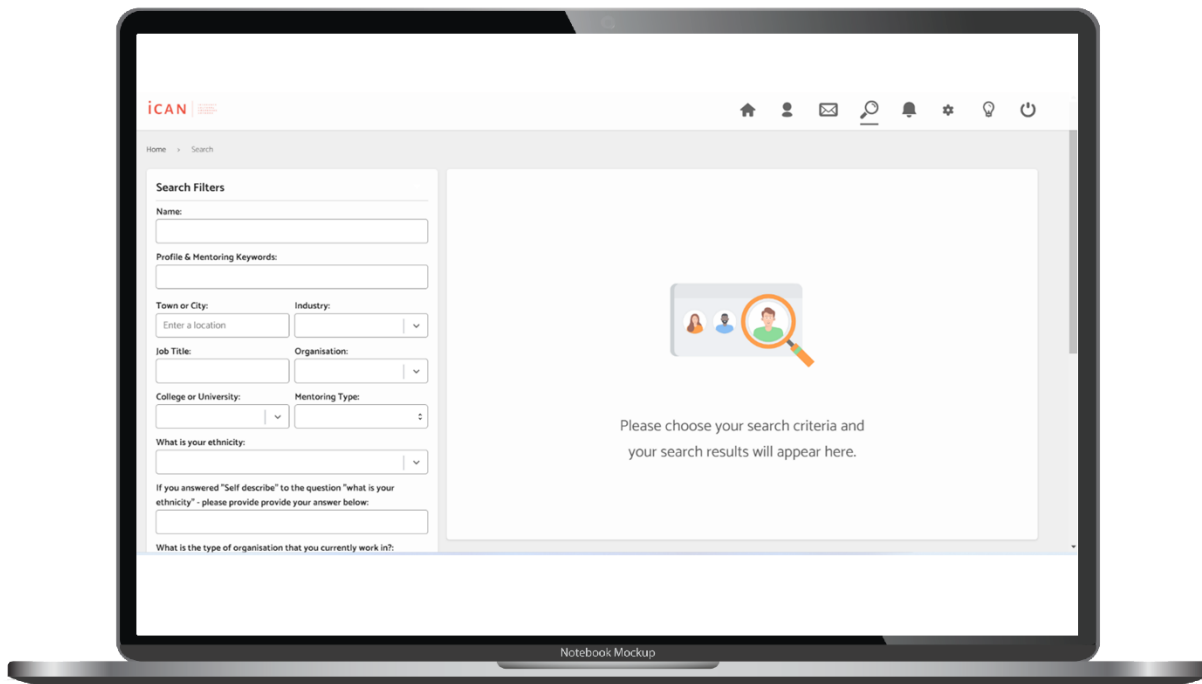 iCAN
Home > Search
Search Filters
Name:
Profile & Mentoring Keywords:
Town or City: Industry:
Enter a location
Job Title: Organisation:
College or University: Mentoring Type:
What is your ethnicity:
If you answered "Self describe" to the question "what is your
ethnicity" - please provide provide your answer below:
What is the type of organisation that you currently work in?:
Please choose your search criteria and
your search results will appear here.
Notebook Mockup